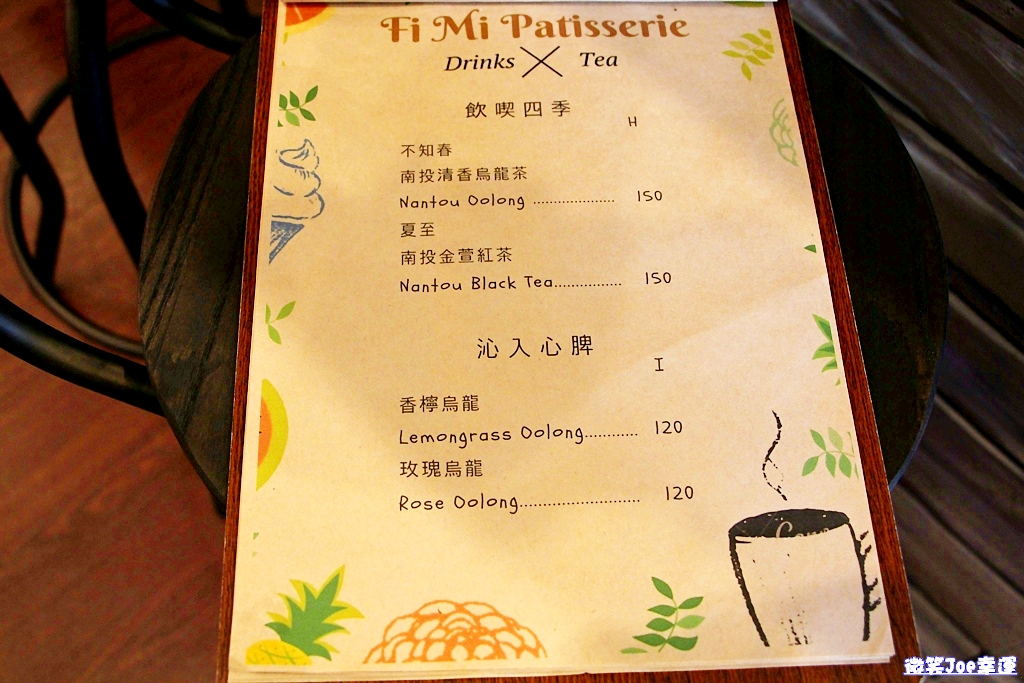 Fi Mi Patisserie
Drinks X Tea
飲喫四季
H
不知春
南投清香烏龍茶
Nantou Oolong ..................... 150
夏至
南投金萱紅茶
Nantou Black Tea................. 150
沁入心脾
I
香檸烏龍
Lemongrass Oolong............. 120
玫瑰烏龍
Rose Oolong.............................. 120
微笑Joe幸運